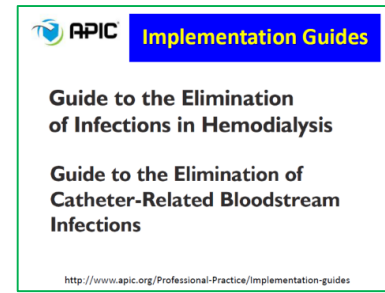 APIC
Implementation Guides
Guide to the Elimination
of Infections in Hemodialysis
Guide to the Elimination of
Catheter-Related Bloodstream
Infections
http://www.apic.org/Professional-Practice/Implementation-guides